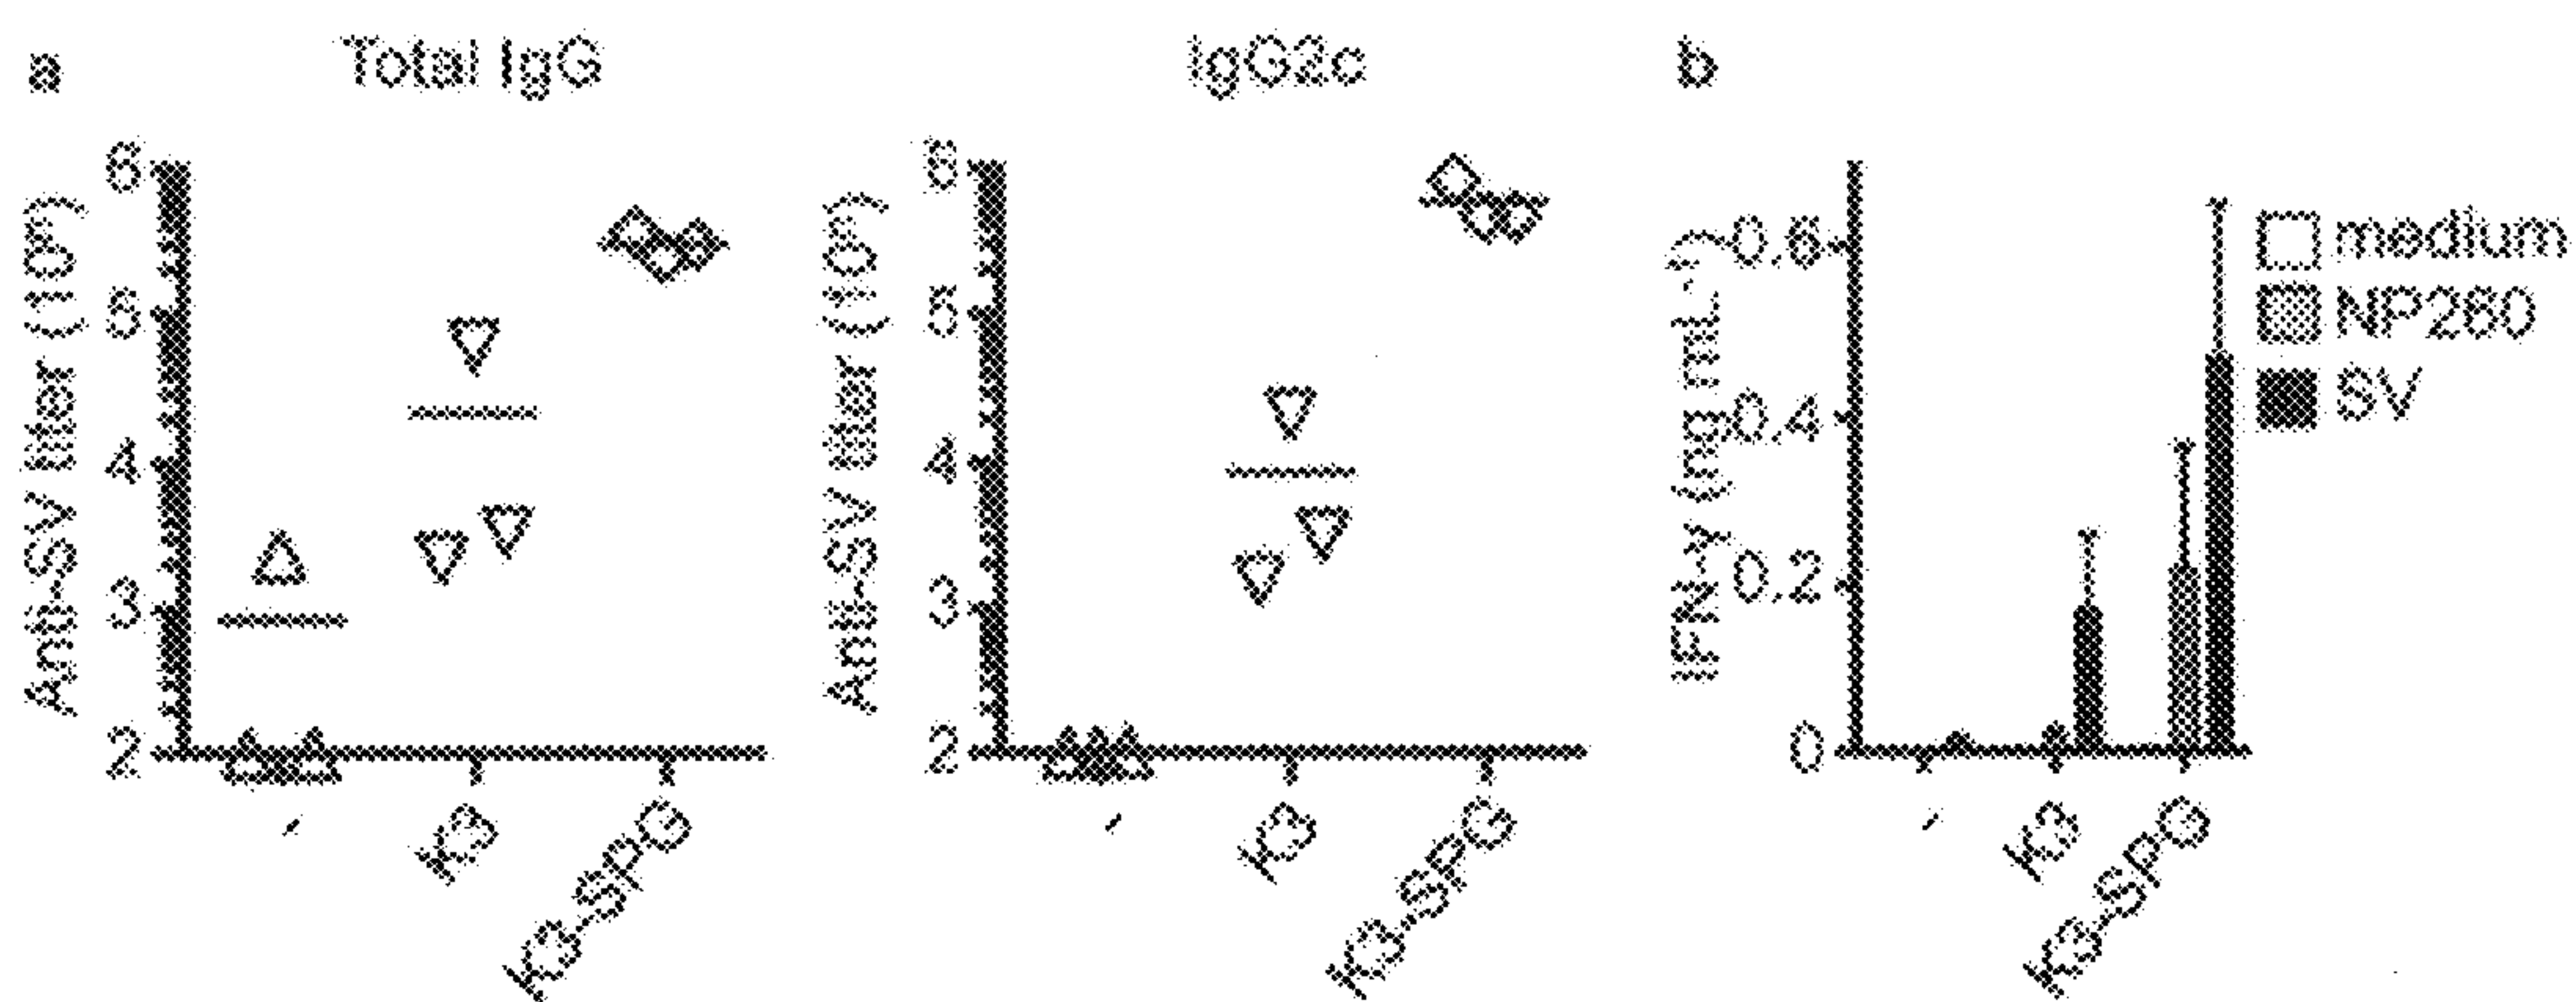 a
Total IgG
Anti-SV titer (10ⁿ)
6
5
4
3
2
-
K3
K3-SPG
IgG2c
Anti-SV titer (10ⁿ)
6
5
4
3
2
-
K3
K3-SPG
b
IFN-γ (ng mL⁻¹)
0.6
0.4
0.2
0
-
K3
K3-SPG
medium
NP260
SV